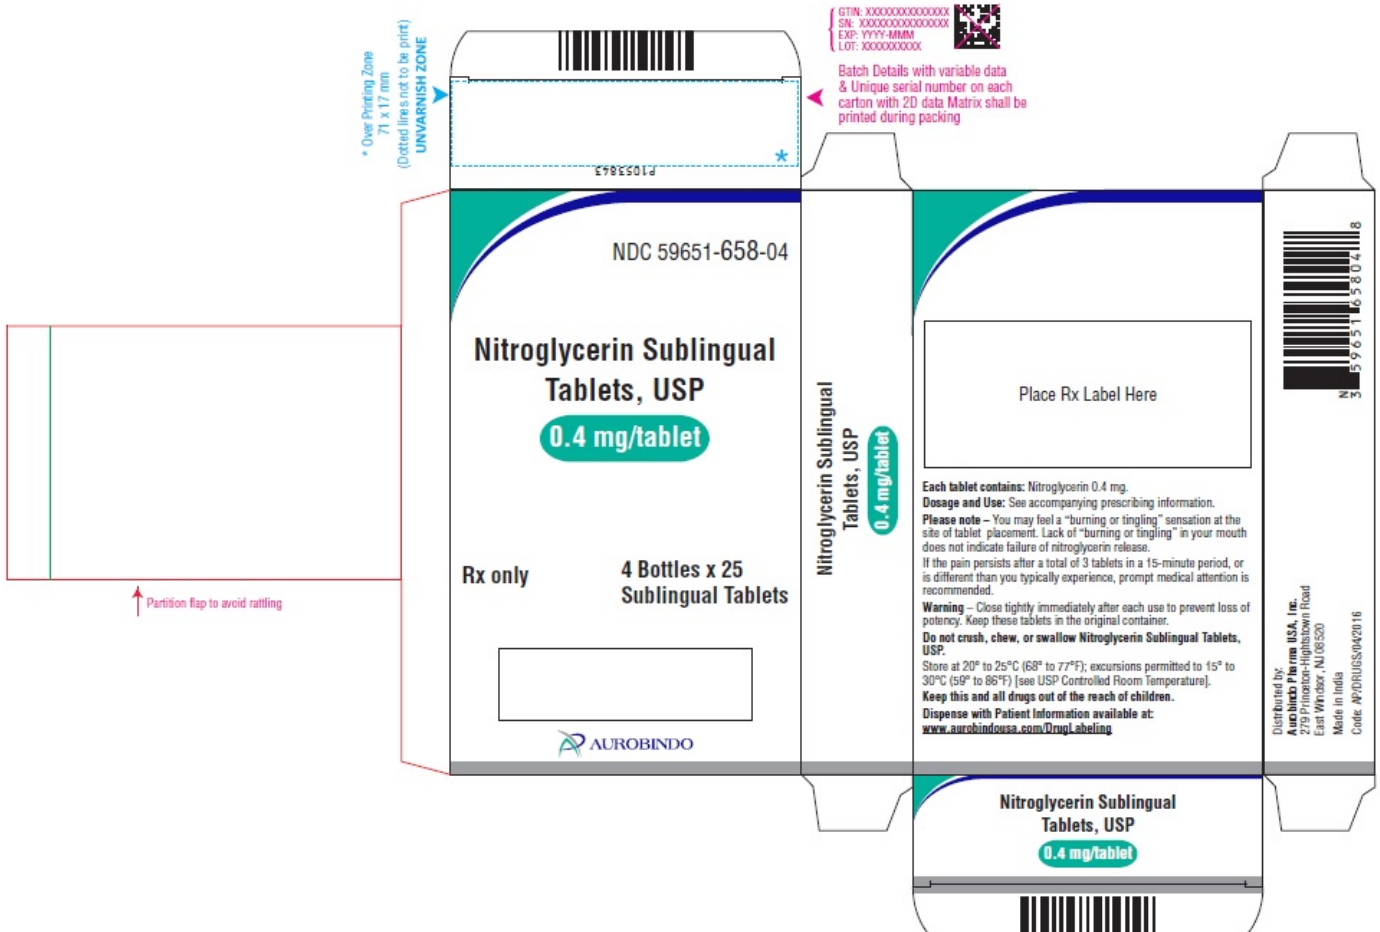 GTIN: XXXXXXXXXXXXXX
SN: XXXXXXXXXXXXXXX
EXP: YYYY-MMM
LOT: XXXXXXXXXX
Batch Details with variable data
& Unique serial number on each
carton with 2D data Matrix shall be
printed during packing
* Over Printing Zone
71 x 17 mm
(Dotted lines not to be print)
UNVARNISH ZONE
*
P1053843
NDC 59651-658-04
Nitroglycerin Sublingual
Tablets, USP
0.4 mg/tablet
Rx only
4 Bottles x 25
Sublingual Tablets
AUROBINDO
Partition flap to avoid rattling
Nitroglycerin Sublingual
Tablets, USP
0.4 mg/tablet
Place Rx Label Here
Each tablet contains: Nitroglycerin 0.4 mg.
Dosage and Use: See accompanying prescribing information.
Please note – You may feel a “burning or tingling” sensation at the
site of tablet placement. Lack of “burning or tingling” in your mouth
does not indicate failure of nitroglycerin release.
If the pain persists after a total of 3 tablets in a 15-minute period, or
is different than you typically experience, prompt medical attention is
recommended.
Warning – Close tightly immediately after each use to prevent loss of
potency. Keep these tablets in the original container.
Do not crush, chew, or swallow Nitroglycerin Sublingual Tablets,
USP.
Store at 20° to 25°C (68° to 77°F); excursions permitted to 15° to
30°C (59° to 86°F) [see USP Controlled Room Temperature].
Keep this and all drugs out of the reach of children.
Dispense with Patient Information available at:
www.aurobindousa.com/DrugLabeling
N
3 59651 65804 8
Distributed by:
Aurobindo Pharma USA, Inc.
279 Princeton-Hightstown Road
East Windsor, NJ 08520
Made in India
Code: AP/DRUGS/04/2016
Nitroglycerin Sublingual
Tablets, USP
0.4 mg/tablet